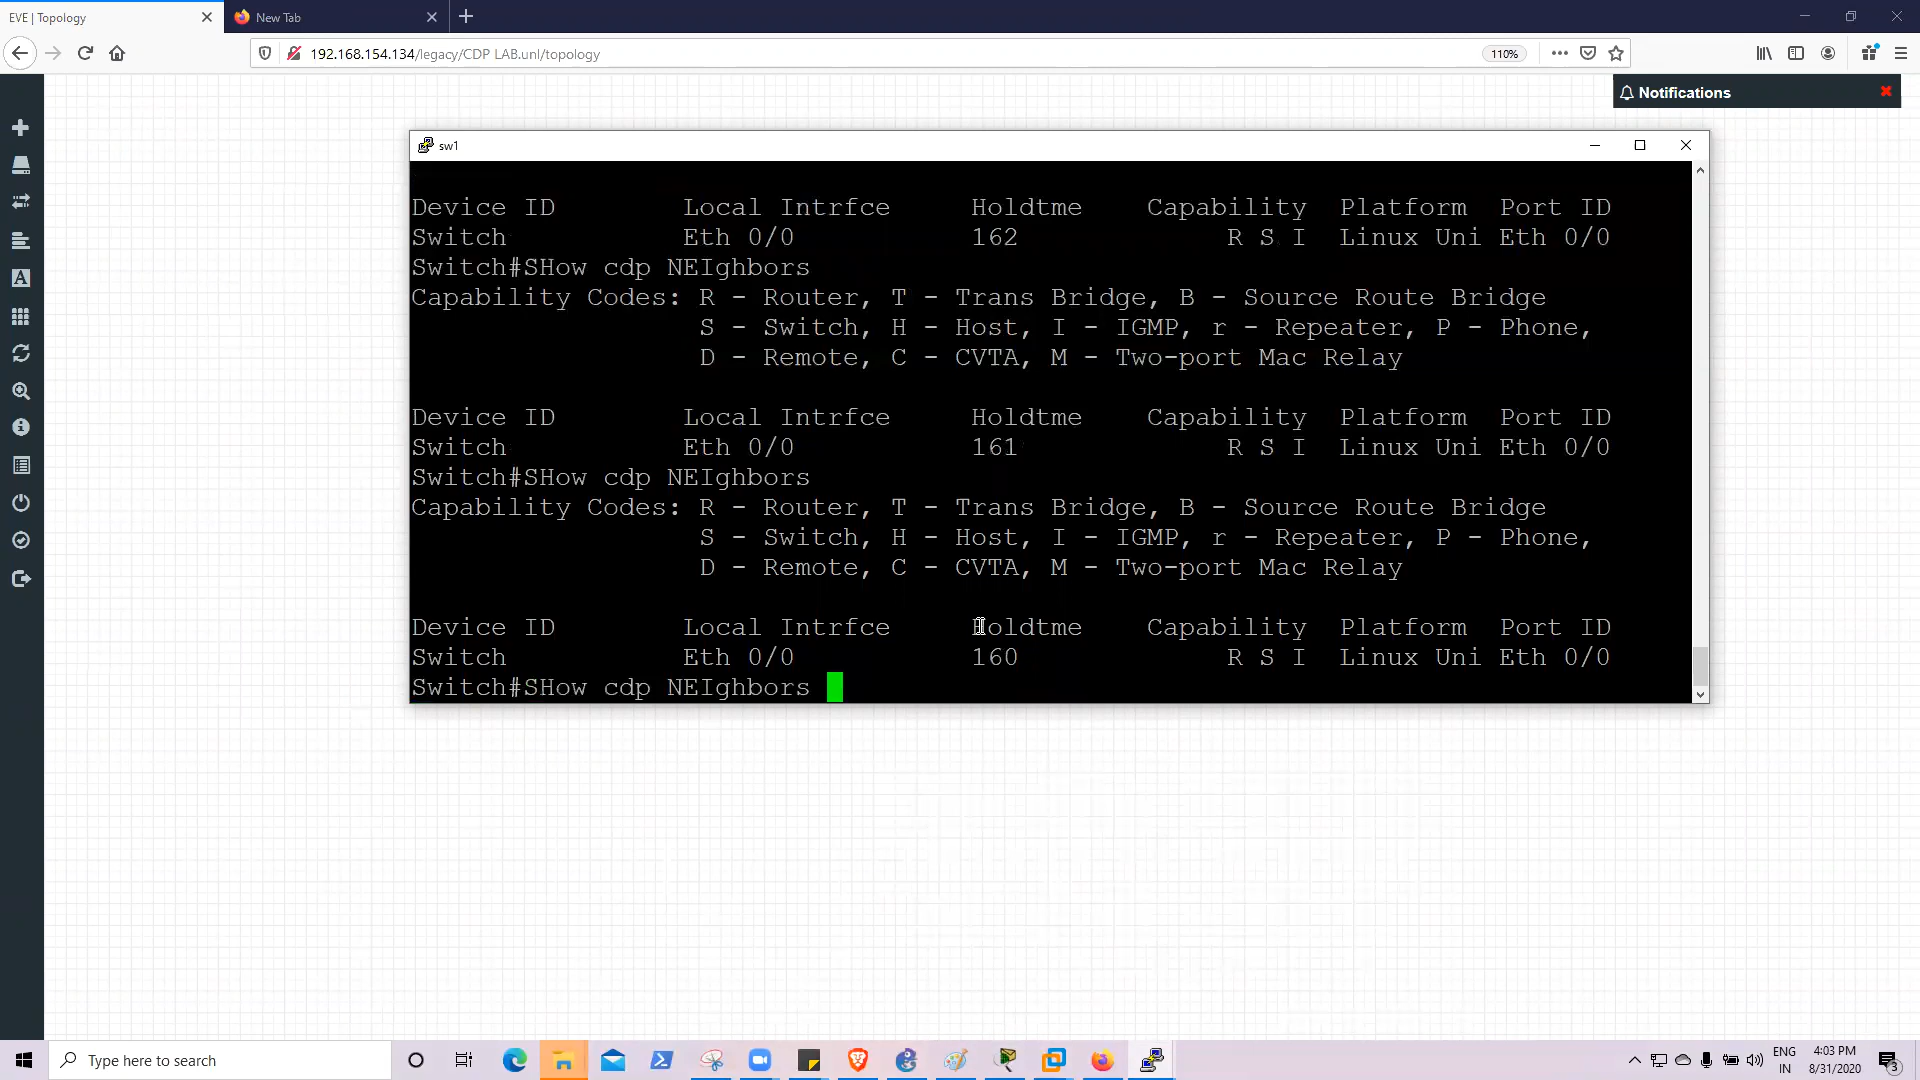 EVE | Topology
New Tab
192.168.154.134/legacy/CDP LAB.unl/topology
110%
Notifications
sw1
Device ID Local Intrfce Holdtme Capability Platform Port ID
Switch Eth 0/0 162 R S I Linux Uni Eth 0/0
Switch#SHow cdp NEIghbors
Capability Codes: R - Router, T - Trans Bridge, B - Source Route Bridge
S - Switch, H - Host, I - IGMP, r - Repeater, P - Phone,
D - Remote, C - CVTA, M - Two-port Mac Relay
Device ID Local Intrfce Holdtme Capability Platform Port ID
Switch Eth 0/0 161 R S I Linux Uni Eth 0/0
Switch#SHow cdp NEIghbors
Capability Codes: R - Router, T - Trans Bridge, B - Source Route Bridge
S - Switch, H - Host, I - IGMP, r - Repeater, P - Phone,
D - Remote, C - CVTA, M - Two-port Mac Relay
Device ID Local Intrfce Holdtme Capability Platform Port ID
Switch Eth 0/0 160 R S I Linux Uni Eth 0/0
Switch#SHow cdp NEIghbors
Type here to search
ENG
IN
4:03 PM
8/31/2020
3